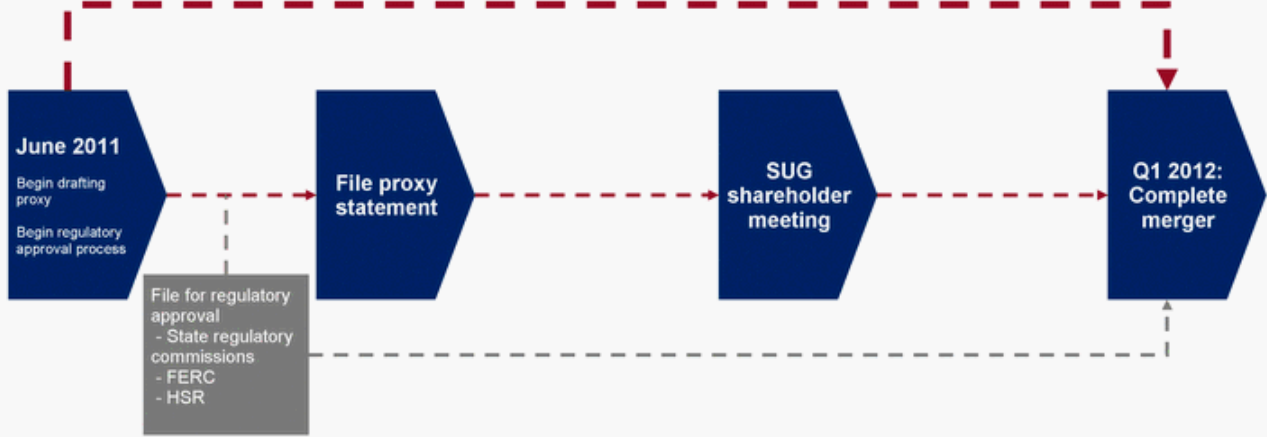 June 2011
Begin drafting
proxy
Begin regulatory
approval process
File proxy
statement
SUG
shareholder
meeting
Q1 2012:
Complete
merger
File for regulatory
approval
- State regulatory
commissions
- FERC
- HSR